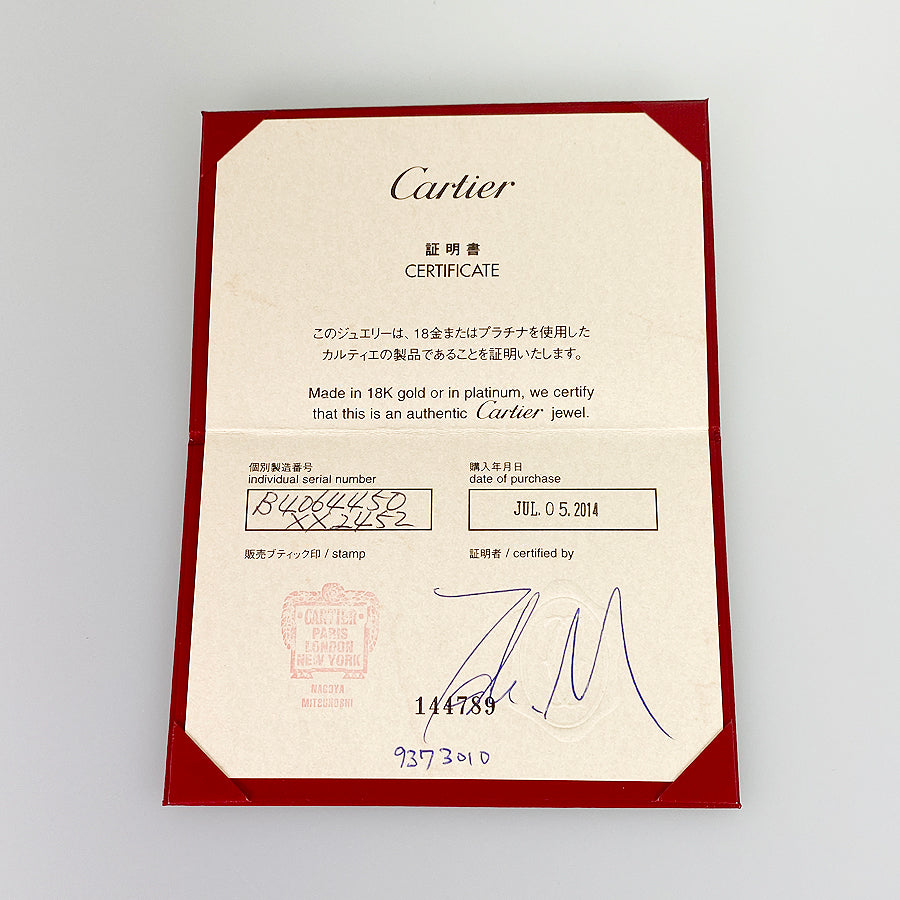 Cartier
証明書
CERTIFICATE
このジュエリーは、18金またはプラチナを使用した
カルティエの製品であることを証明いたします。
Made in 18K gold or in platinum, we certify
that this is an authentic Cartier jewel.
個別製造番号
individual serial number
B4064450
XX2452
購入年月日
date of purchase
JUL. 05. 2014
販売ブティック印 / stamp
証明者 / certified by
CARTIER
PARIS
LONDON
NEW YORK
NAGOYA
MITSUKOSHI
144789
9373010